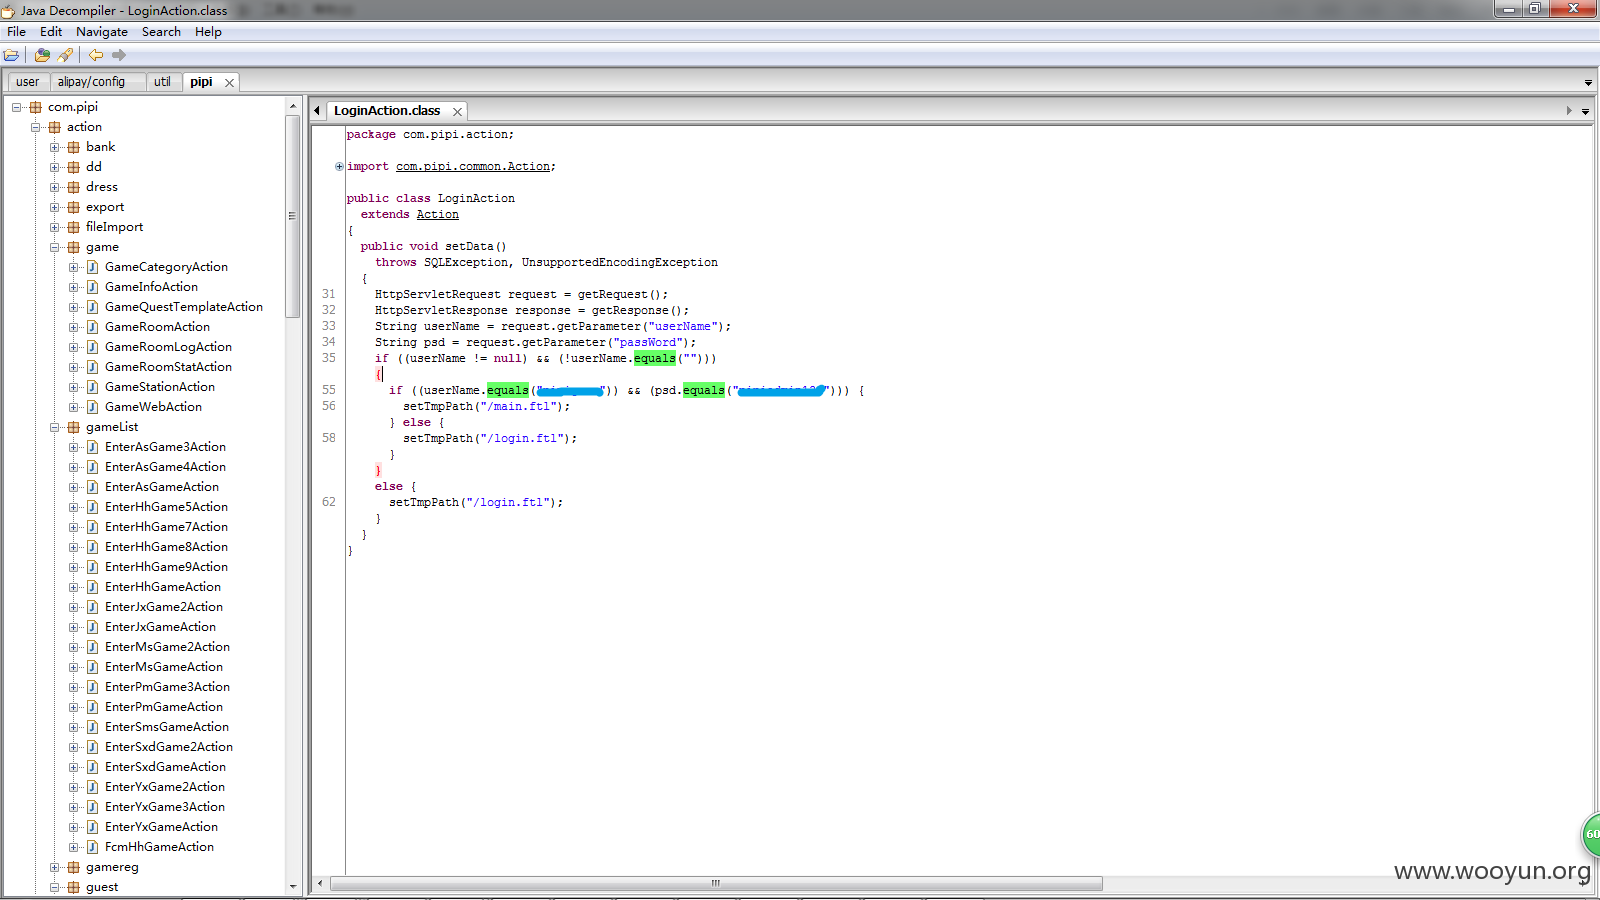 Java Decompiler - LoginAction.class
File Edit Navigate Search Help
user alipay/config util pipi
com.pipi
action
bank
dd
dress
export
fileImport
game
GameCategoryAction
GameInfoAction
GameQuestTemplateAction
GameRoomAction
GameRoomLogAction
GameRoomStatAction
GameStationAction
GameWebAction
gameList
EnterAsGame3Action
EnterAsGame4Action
EnterAsGameAction
EnterHhGame5Action
EnterHhGame7Action
EnterHhGame8Action
EnterHhGame9Action
EnterHhGameAction
EnterJxGame2Action
EnterJxGameAction
EnterMsGame2Action
EnterMsGameAction
EnterPmGame3Action
EnterPmGameAction
EnterSmsGameAction
EnterSxdGame2Action
EnterSxdGameAction
EnterYxGame2Action
EnterYxGame3Action
EnterYxGameAction
FcmHhGameAction
gamereg
guest
LoginAction.class
package com.pipi.action;
import com.pipi.common.Action;
public class LoginAction
extends Action
{
public void setData()
throws SQLException, UnsupportedEncodingException
{
31 HttpServletRequest request = getRequest();
32 HttpServletResponse response = getResponse();
33 String userName = request.getParameter("userName");
34 String psd = request.getParameter("passWord");
35 if ((userName != null) && (!userName.equals("")))
{
55 if ((userName.equals("")) && (psd.equals(""))) {
56 setTmpPath("/main.ftl");
} else {
58 setTmpPath("/login.ftl");
}
}
else {
62 setTmpPath("/login.ftl");
}
}
}
60
www.wooyun.org